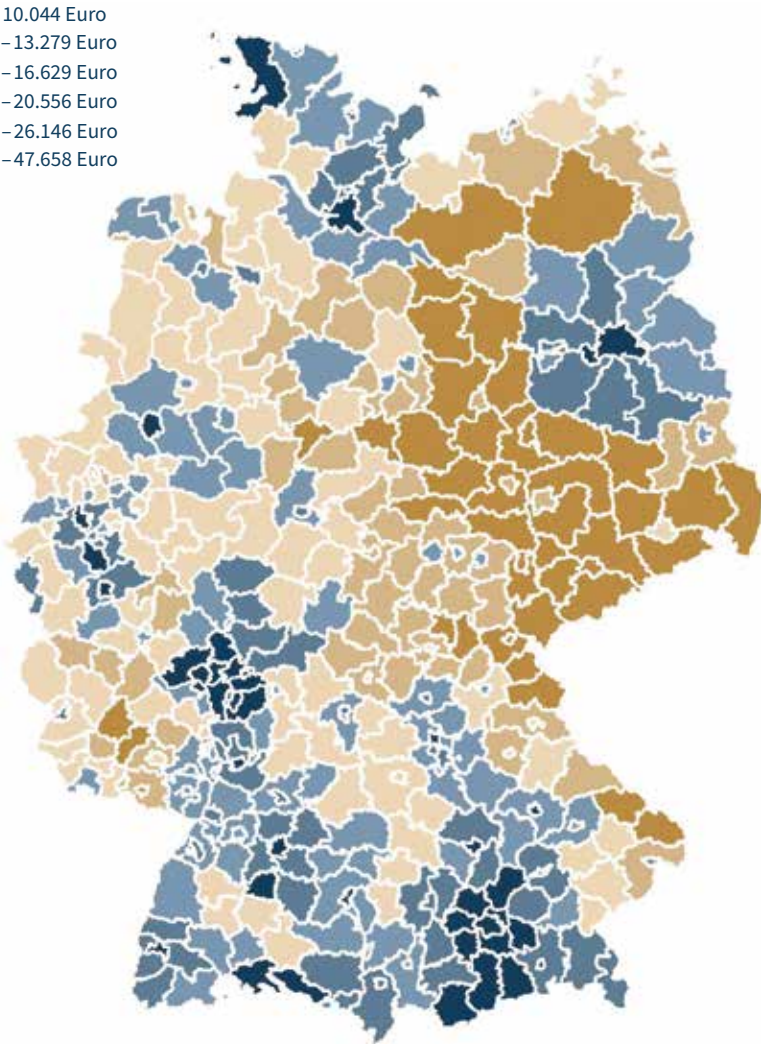 10.044 Euro
–13.279 Euro
–16.629 Euro
–20.556 Euro
–26.146 Euro
–47.658 Euro